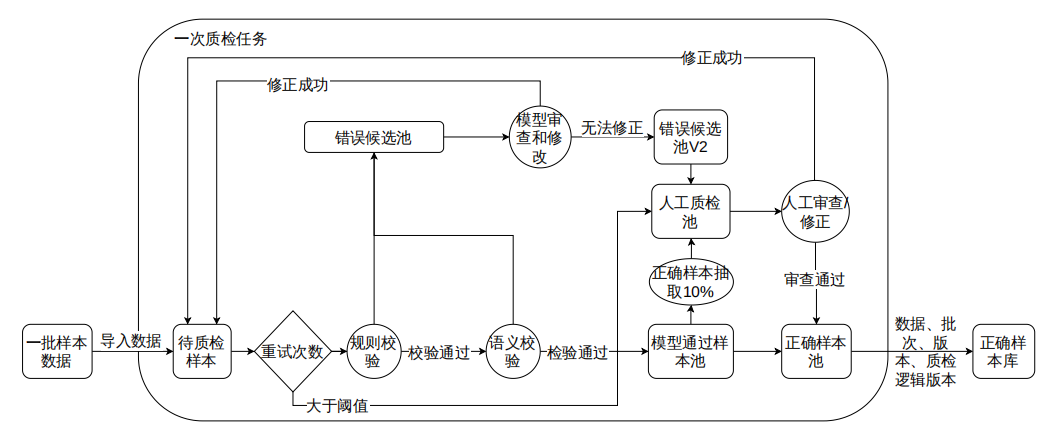 一次质检任务
修正成功
修正成功
错误候选池
模型审
查和修
改
无法修正
错误候选
池V2
人工质检
池
人工审查/
修正
正确样本抽
取10%
审查通过
一批样本
数据
导入数据
待质检
样本
重试次数
规则校
验
校验通过
语义校
验
检验通过
模型通过样
本池
正确样本
池
数据、批
次、版
本、质检
逻辑版本
正确样
本库
大于阈值